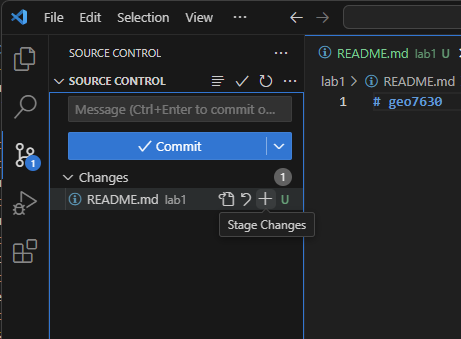 File Edit Selection View ···
SOURCE CONTROL ···
SOURCE CONTROL ···
Message (Ctrl+Enter to commit o...
Commit
Changes 1
README.md lab1 U
Stage Changes
1
README.md lab1 U
lab1 > README.md
1 # geo7630